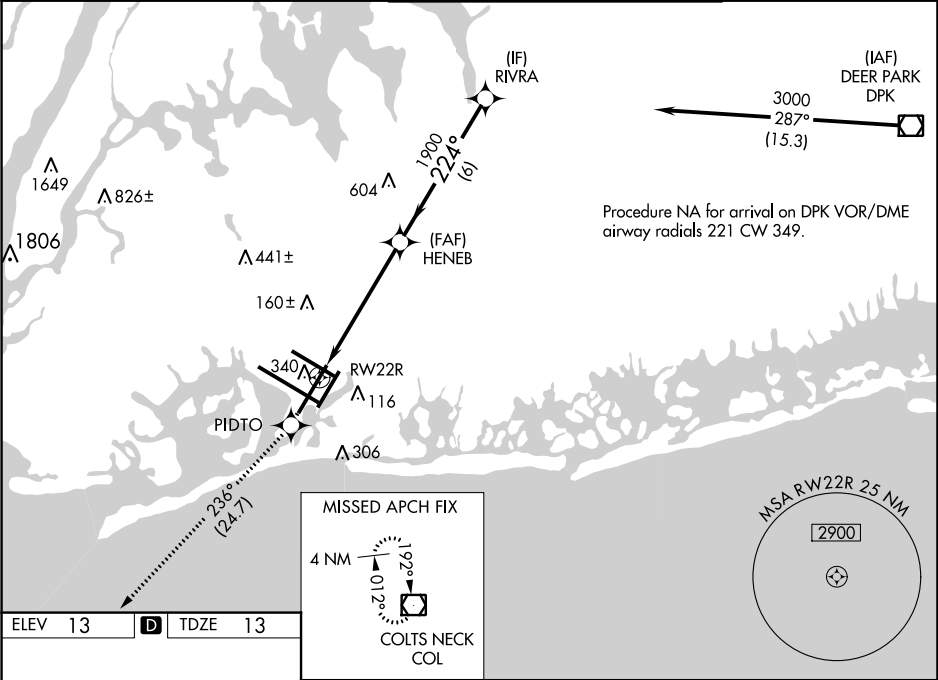 (IF)
RIVRA
(IAF)
DEER PARK
DPK
3000
287°
(15.3)
1900
224°
(6)
1649
826±
604
Procedure NA for arrival on DPK VOR/DME
airway radials 221 CW 349.
1806
441±
(FAF)
HENEB
160±
340
RW22R
116
PIDTO
306
236°
(24.7)
MISSED APCH FIX
4 NM
192°
012°
COLTS NECK
COL
MSA RW22R 25 NM
2900
ELEV 13 D TDZE 13